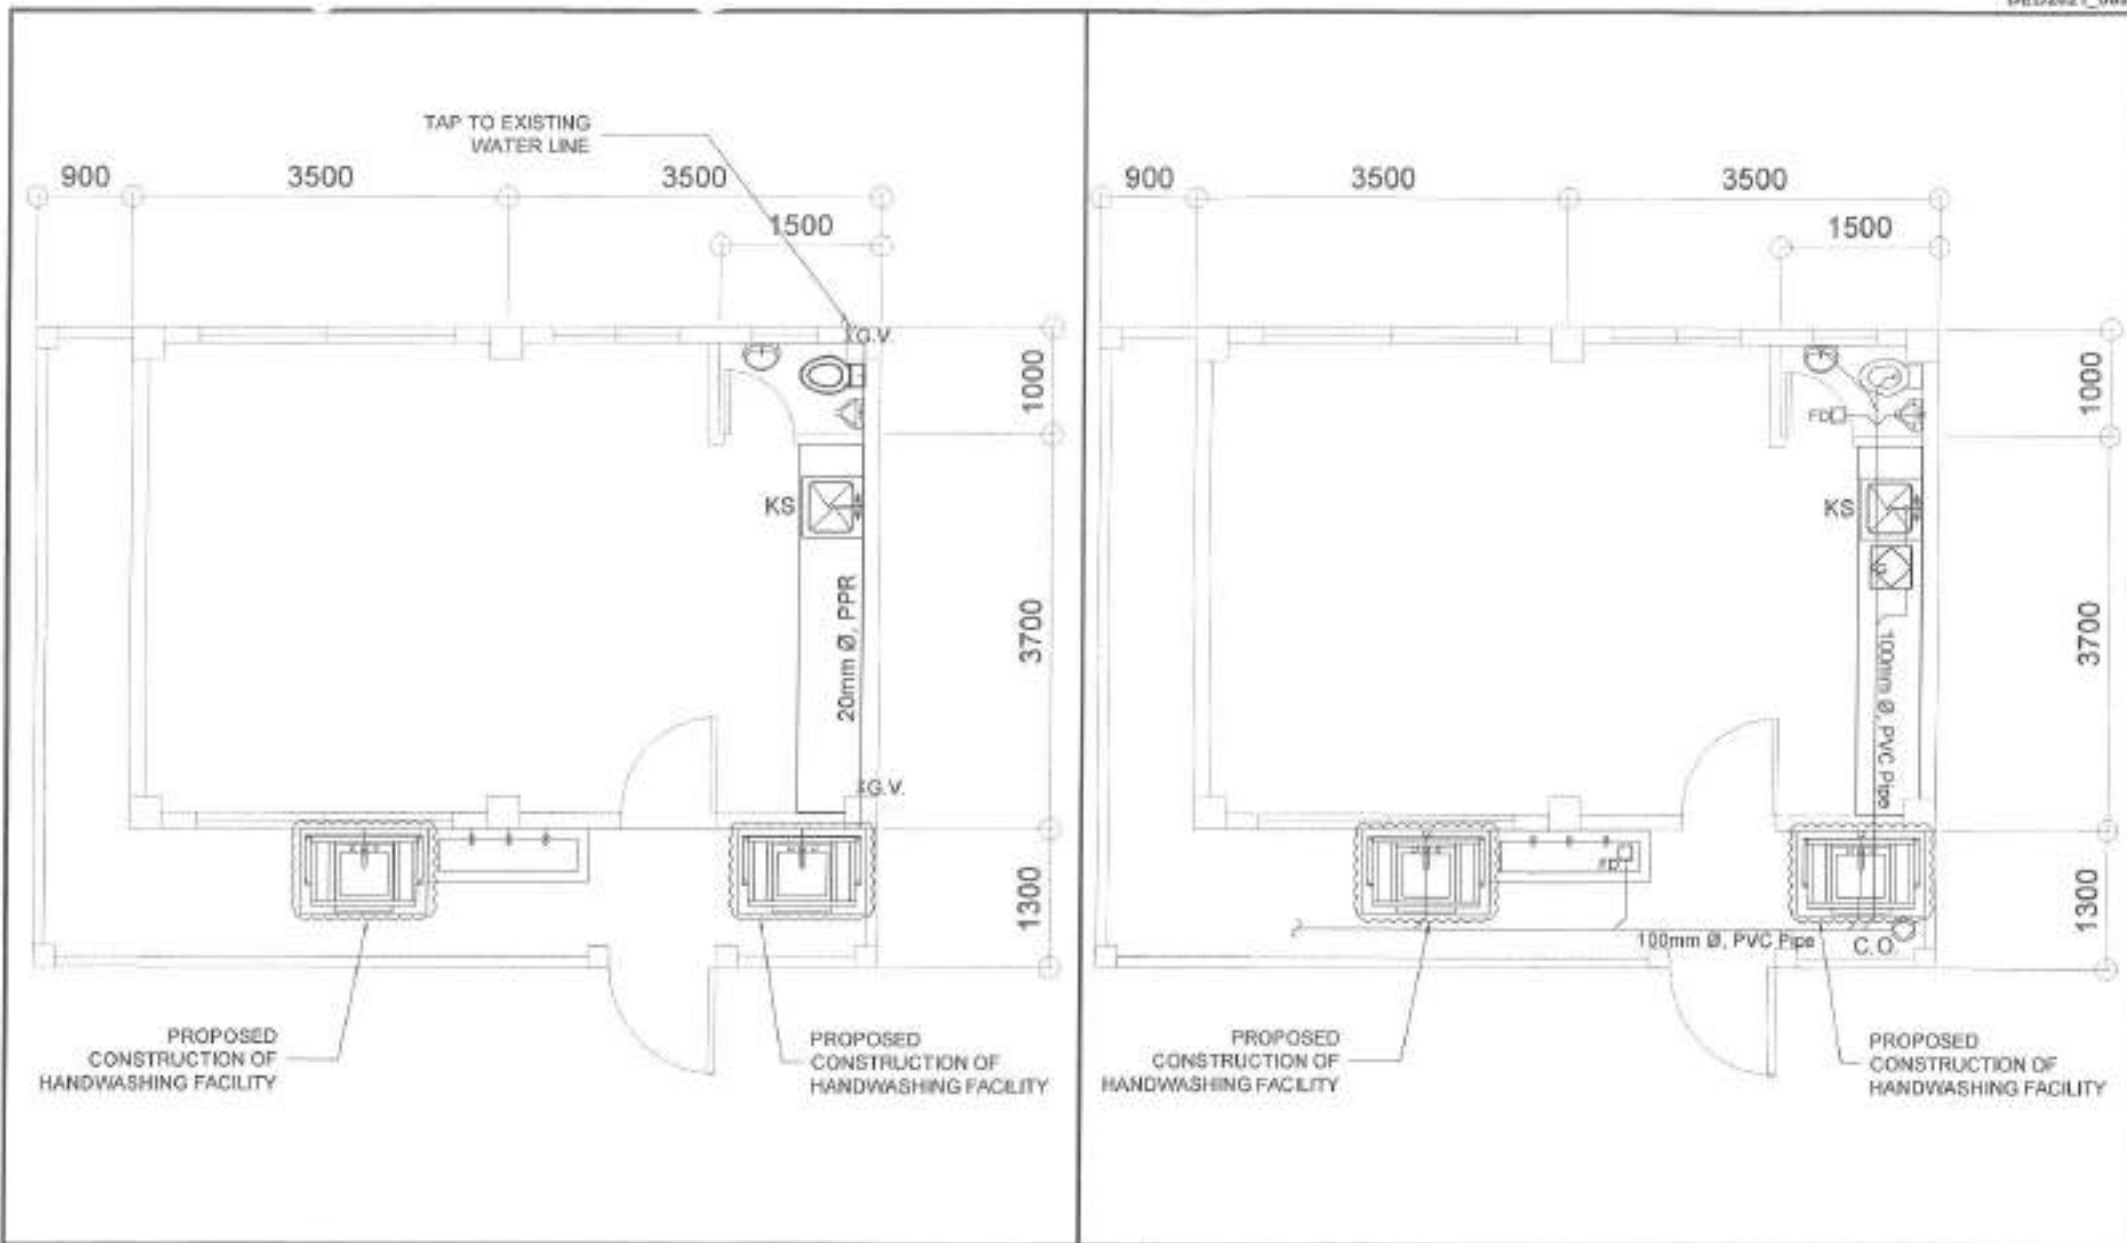 TAP TO EXISTING
WATER LINE
900
3500
3500
1500
G.V.
1000
KS
20mm Ø, PPR
3700
G.V.
1300
PROPOSED
CONSTRUCTION OF
HANDWASHING FACILITY
PROPOSED
CONSTRUCTION OF
HANDWASHING FACILITY
900
3500
3500
1500
FD
1000
KS
100mm Ø, PVC Pipe
3700
FD
100mm Ø, PVC Pipe
C.O.
1300
PROPOSED
CONSTRUCTION OF
HANDWASHING FACILITY
PROPOSED
CONSTRUCTION OF
HANDWASHING FACILITY